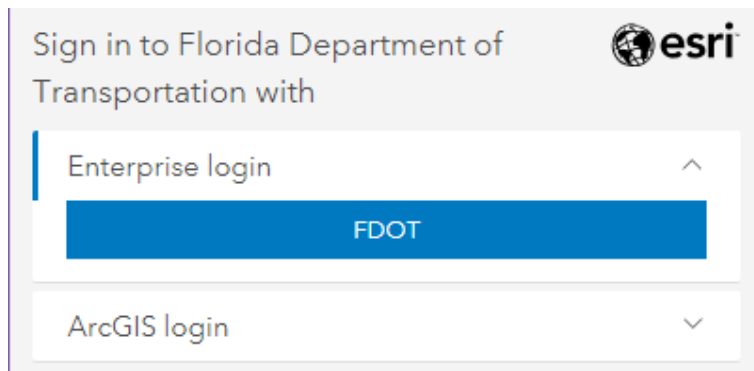 Sign in to Florida Department of
esri
Transportation with
Enterprise login
FDOT
ArcGIS login